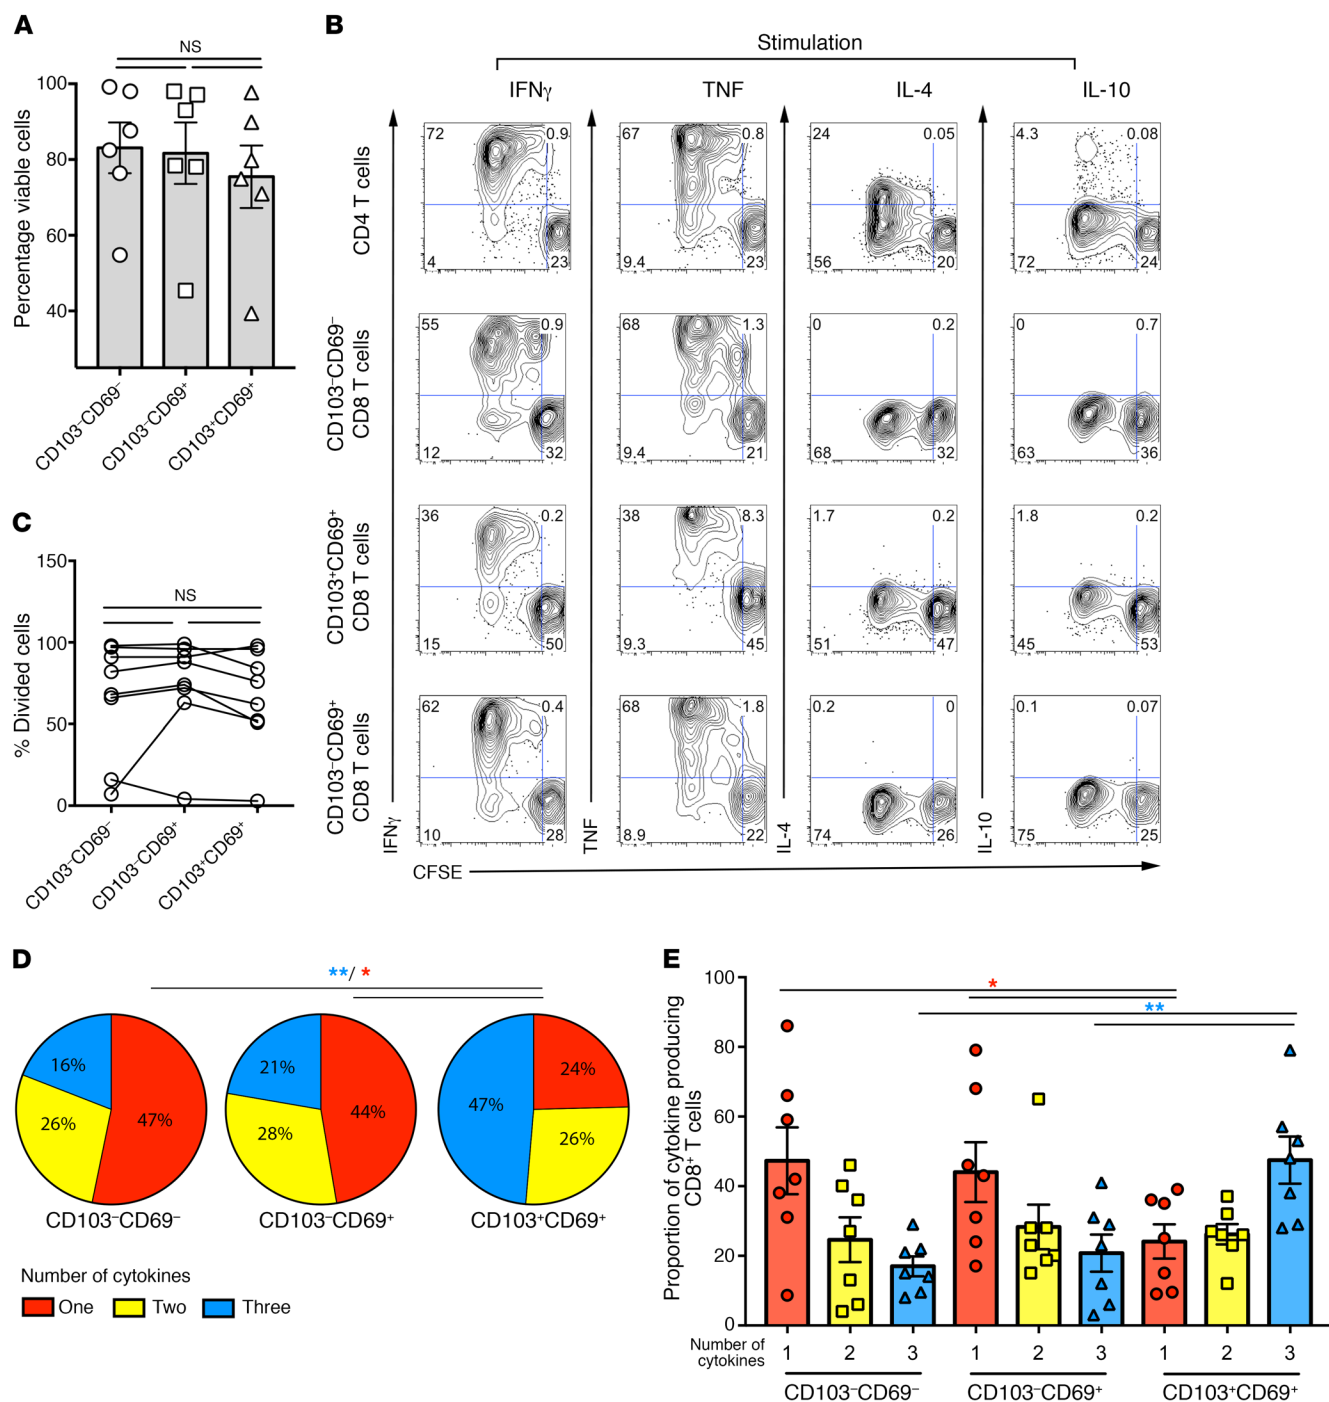 A
NS
Percentage viable cells
100
80
60
40
CD103⁻CD69⁻
CD103⁻CD69⁺
CD103⁺CD69⁺
B
Stimulation
IFNγ TNF IL-4 IL-10
CD4 T cells
72 0.9 67 0.8 24 0.05 4.3 0.08
4 23 9.4 23 56 20 72 24
CD103⁻CD69⁻
CD8 T cells
55 0.9 68 1.3 0 0.2 0 0.7
12 32 9.4 21 68 32 63 36
CD103⁺CD69⁺
CD8 T cells
36 0.2 38 8.3 1.7 0.2 1.8 0.2
15 50 9.3 45 51 47 45 53
CD103⁻CD69⁺
CD8 T cells
62 0.4 68 1.8 0.2 0 0.1 0.07
10 28 8.9 22 74 26 75 25
IFNγ TNF IL-4 IL-10
CFSE
C
NS
% Divided cells
150
100
50
0
CD103⁻CD69⁻
CD103⁻CD69⁺
CD103⁺CD69⁺
D
**/ *
16% 47% 26%
21% 44% 28%
47% 24% 26%
CD103⁻CD69⁻ CD103⁻CD69⁺ CD103⁺CD69⁺
Number of cytokines
One Two Three
E
*
**
Proportion of cytokine producing
CD8⁺ T cells
100
80
60
40
20
0
Number of
cytokines
1 2 3 1 2 3 1 2 3
CD103⁻CD69⁻ CD103⁻CD69⁺ CD103⁺CD69⁺